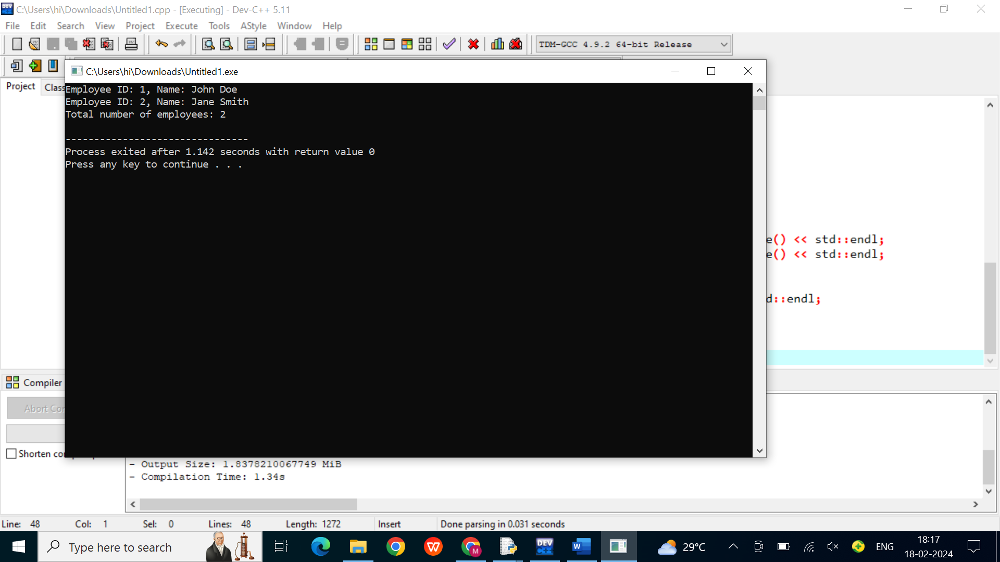 C:\Users\hi\Downloads\Untitled1.cpp - [Executing] - Dev-C++ 5.11
File Edit Search View Project Execute Tools AStyle Window Help
TDM-GCC 4.9.2 64-bit Release
C:\Users\hi\Downloads\Untitled1.exe
Project Class
Employee ID: 1, Name: John Doe
Employee ID: 2, Name: Jane Smith
Total number of employees: 2
--------------------------------
Process exited after 1.142 seconds with return value 0
Press any key to continue . . .
e() << std::endl;
e() << std::endl;
d::endl;
Compiler
Abort Con
Shorten
- Output Size: 1.8378210067749 MiB
- Compilation Time: 1.34s
Line: 48 Col: 1 Sel: 0 Lines: 48 Length: 1272 Insert Done parsing in 0.031 seconds
Type here to search
DEV C++
W
W
M
29°C
ENG
18:17
18-02-2024